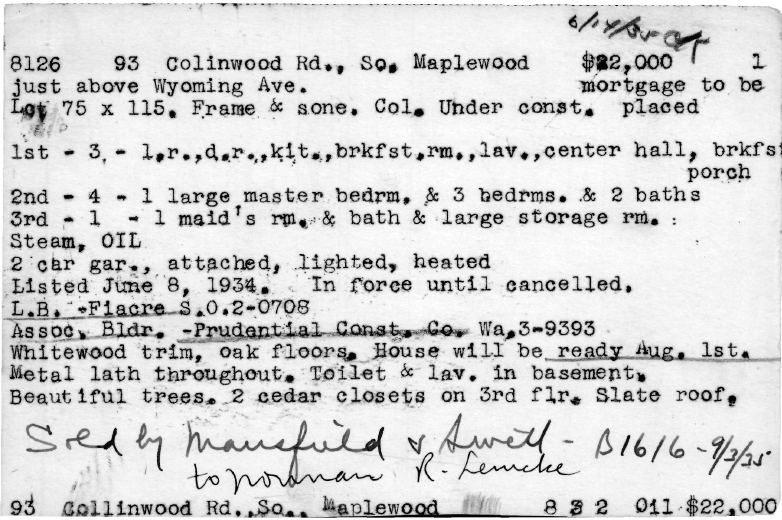 6/14/35
8126 93 Colinwood Rd., So. Maplewood $22,000 1
just above Wyoming Ave. mortgage to be
Lot 75 x 115. Frame & sone. Col. Under const. placed
1st - 3 - l.r.,d.r.,kit.,brkfst.rm.,lav.,center hall, brkfst
porch
2nd - 4 - 1 large master bedrm. & 3 bedrms. & 2 baths
3rd - 1 - 1 maid's rm. & bath & large storage rm. :
Steam, OIL
2 car gar., attached, lighted, heated
Listed June 8, 1934. In force until cancelled.
L.B. -Fiacre S.O.2-0708
Assoc. Bldr. -Prudential Const. Co. Wa.3-9393
Whitewood trim, oak floors. House will be ready Aug. 1st.
Metal lath throughout. Toilet & lav. in basement.
Beautiful trees. 2 cedar closets on 3rd flr. Slate roof.
Sold by Mansfield & Swett - B1616 - 9/3/35
to Norman R. Lemcke
93 Collinwood Rd., So., Maplewood 8 3 2 Oil $22,000